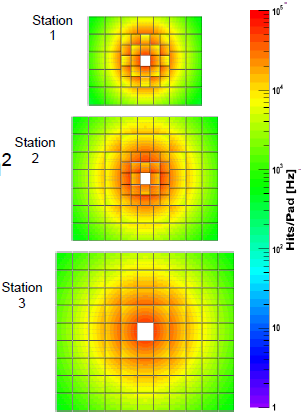 Station
1
2
Station
2
Station
3
10⁵
10⁴
10³
10²
10
1
Hits/Pad [Hz]